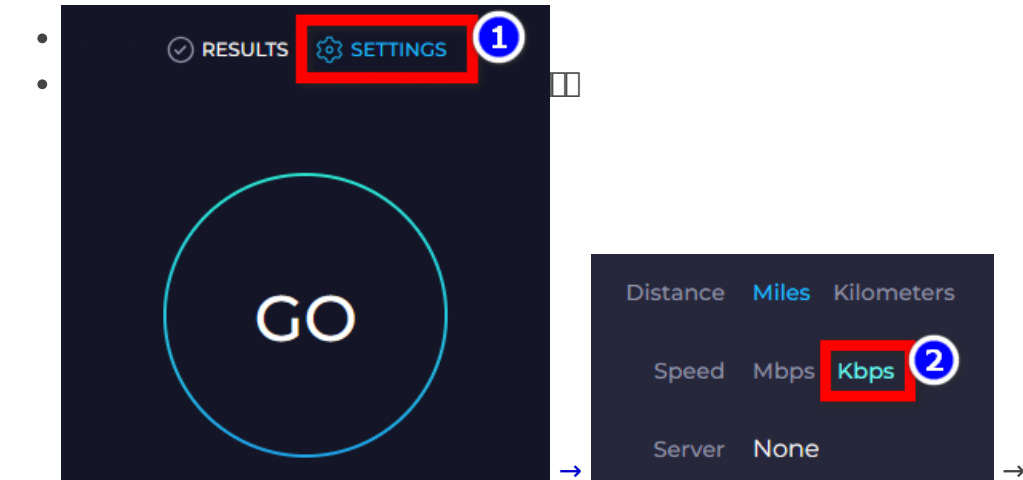 RESULTS SETTINGS 1
GO
→
Distance Miles Kilometers
Speed Mbps Kbps 2
Server None
→